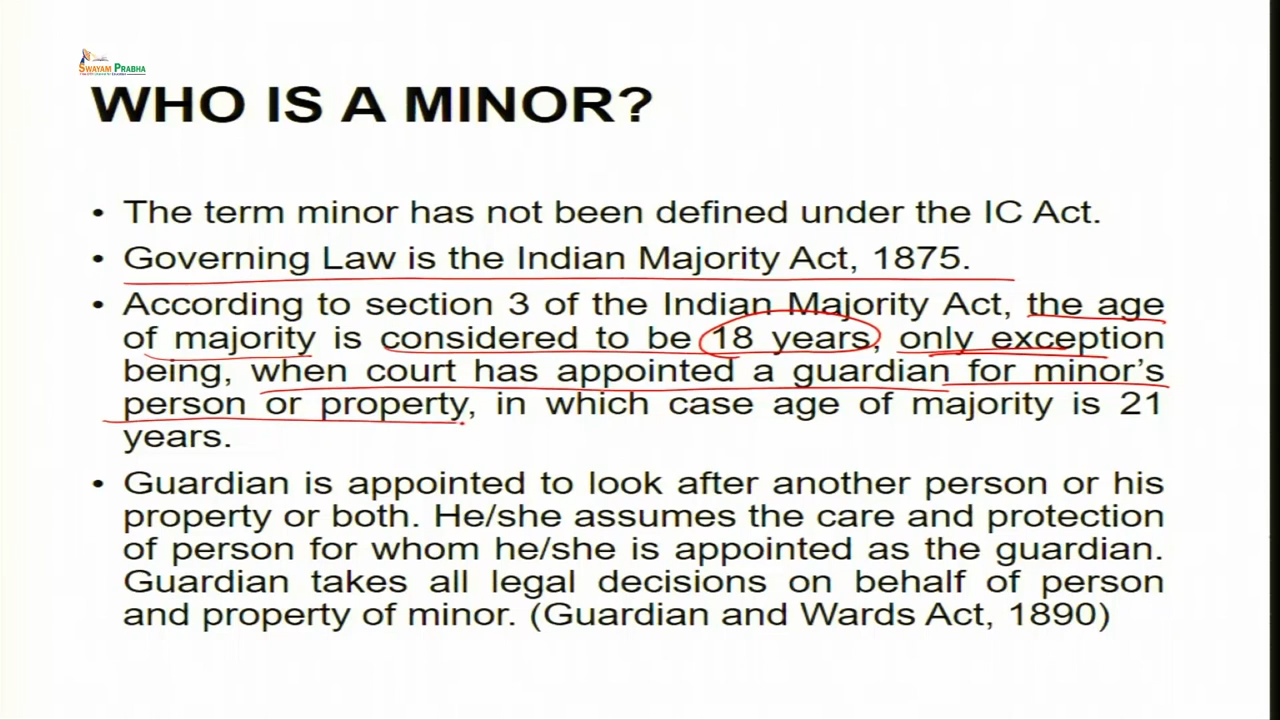 SWAYAM PRABHA
WHO IS A MINOR?
• The term minor has not been defined under the IC Act.
• Governing Law is the Indian Majority Act, 1875.
• According to section 3 of the Indian Majority Act, the age
of majority is considered to be 18 years, only exception
being, when court has appointed a guardian for minor's
person or property, in which case age of majority is 21
years.
• Guardian is appointed to look after another person or his
property or both. He/she assumes the care and protection
of person for whom he/she is appointed as the guardian.
Guardian takes all legal decisions on behalf of person
and property of minor. (Guardian and Wards Act, 1890)